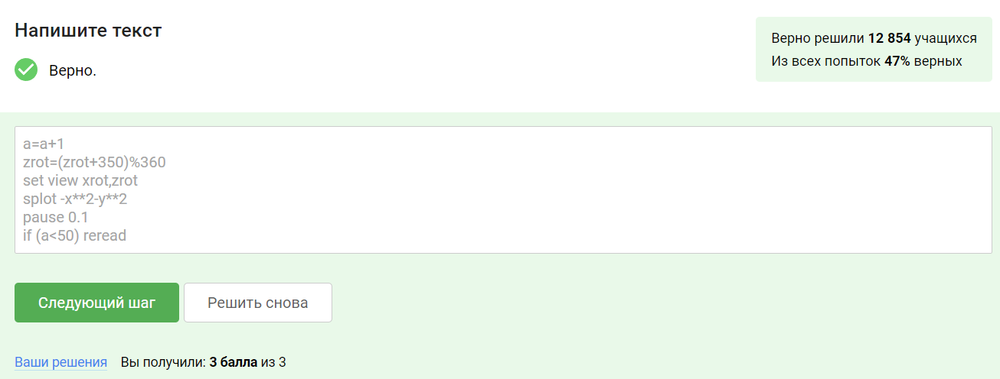 Напишите текст
Верно.
Верно решили 12 854 учащихся
Из всех попыток 47% верных
a=a+1
zrot=(zrot+350)%360
set view xrot,zrot
splot -x**2-y**2
pause 0.1
if (a<50) reread
Следующий шаг
Решить снова
Ваши решения Вы получили: 3 балла из 3